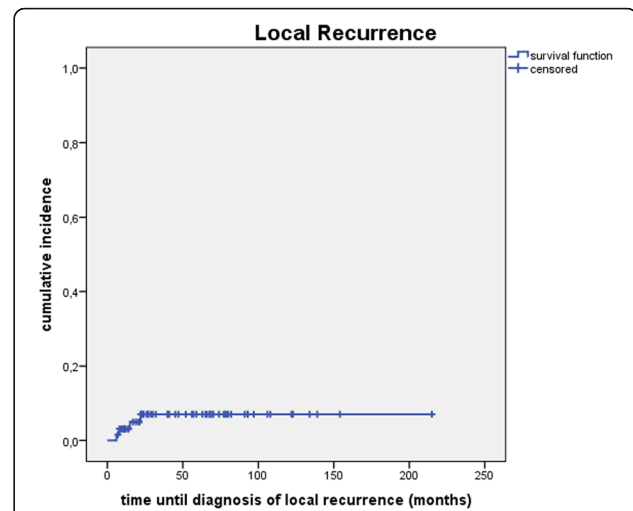 Local Recurrence
survival function
censored
1,0
0,8
0,6
0,4
0,2
0,0
cumulative incidence
0 50 100 150 200 250
time until diagnosis of local recurrence (months)